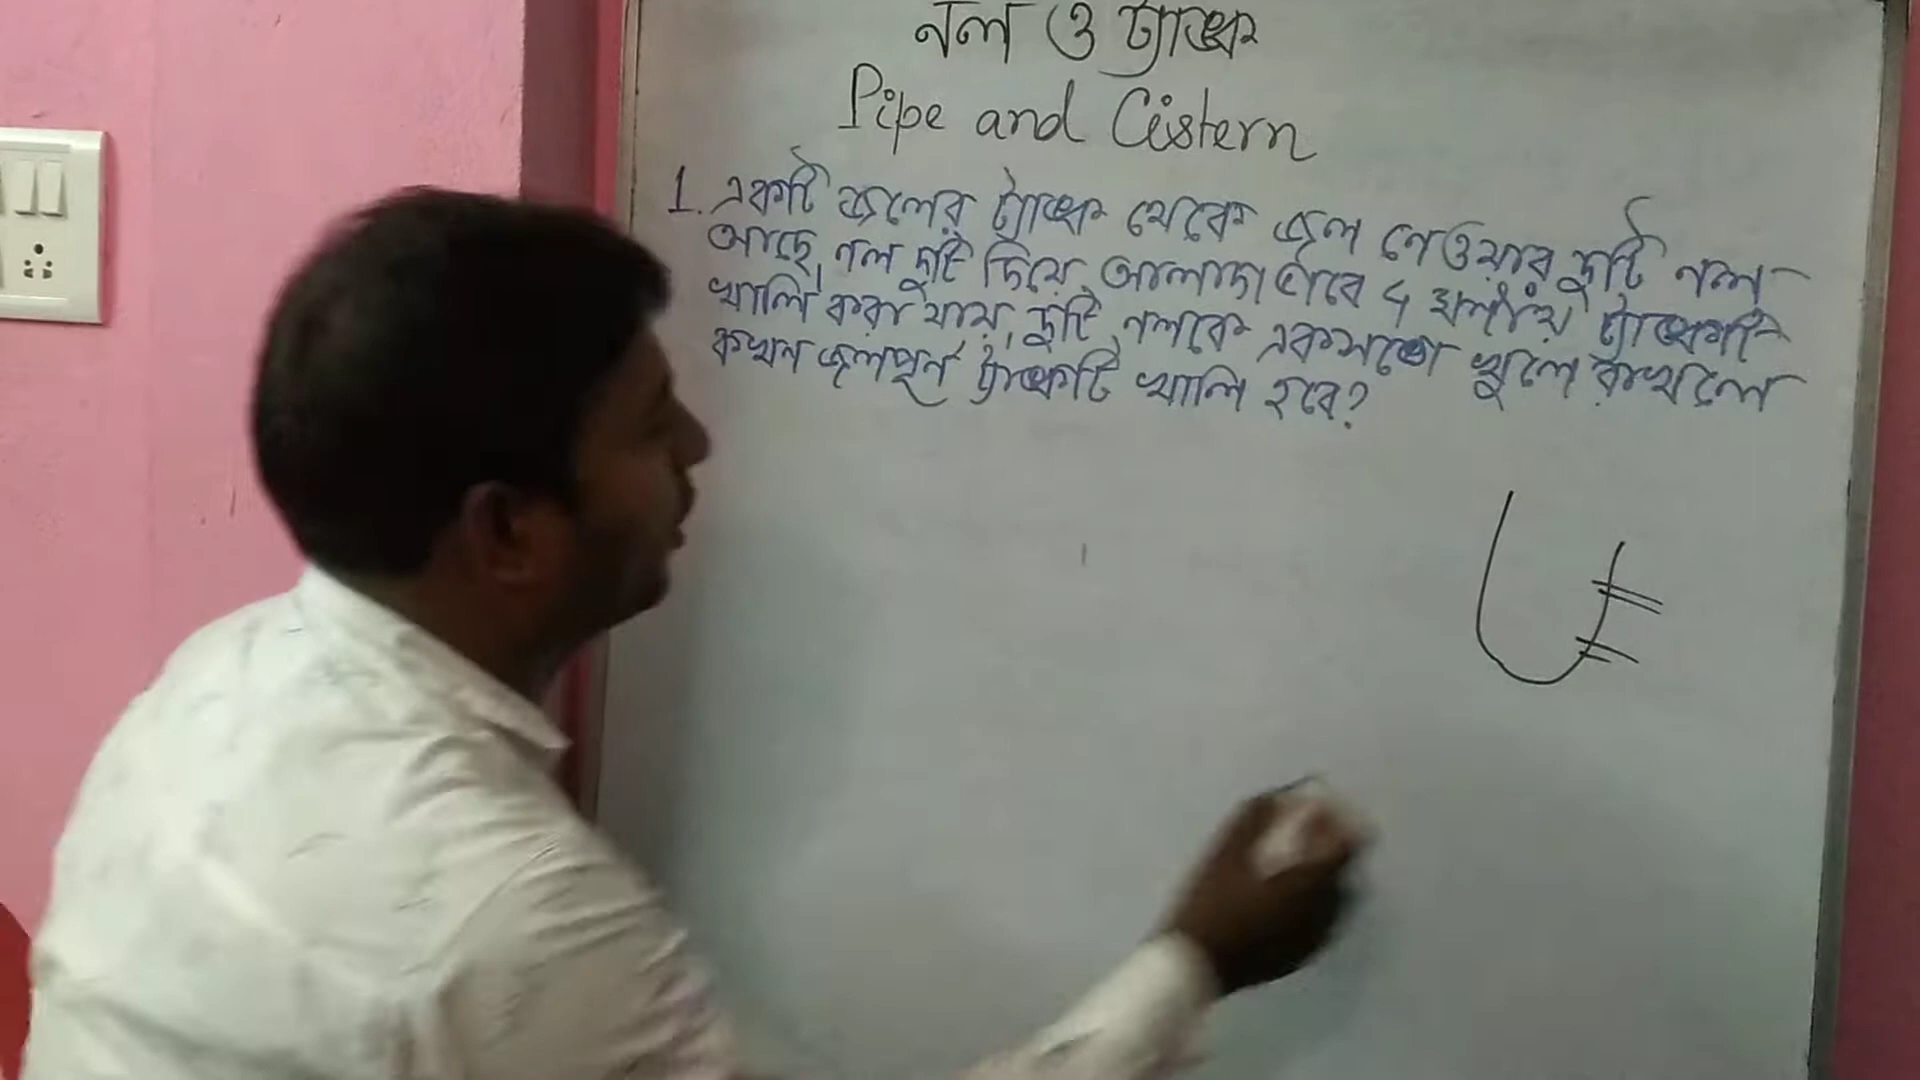 নল ও ট্যাঙ্ক
Pipe and Cistern
1. একটি জলের ট্যাঙ্ক থেকে জল নেওয়ার দুটি নল
আছে, নল দুটি দিয়ে আলাদাভাবে 4 ঘণ্টায় ট্যাঙ্কটি
খালি করা যায়, দুটি নলকে একসঙ্গে খুলে রাখলে
কখন জলপূর্ন ট্যাঙ্কটি খালি হবে?